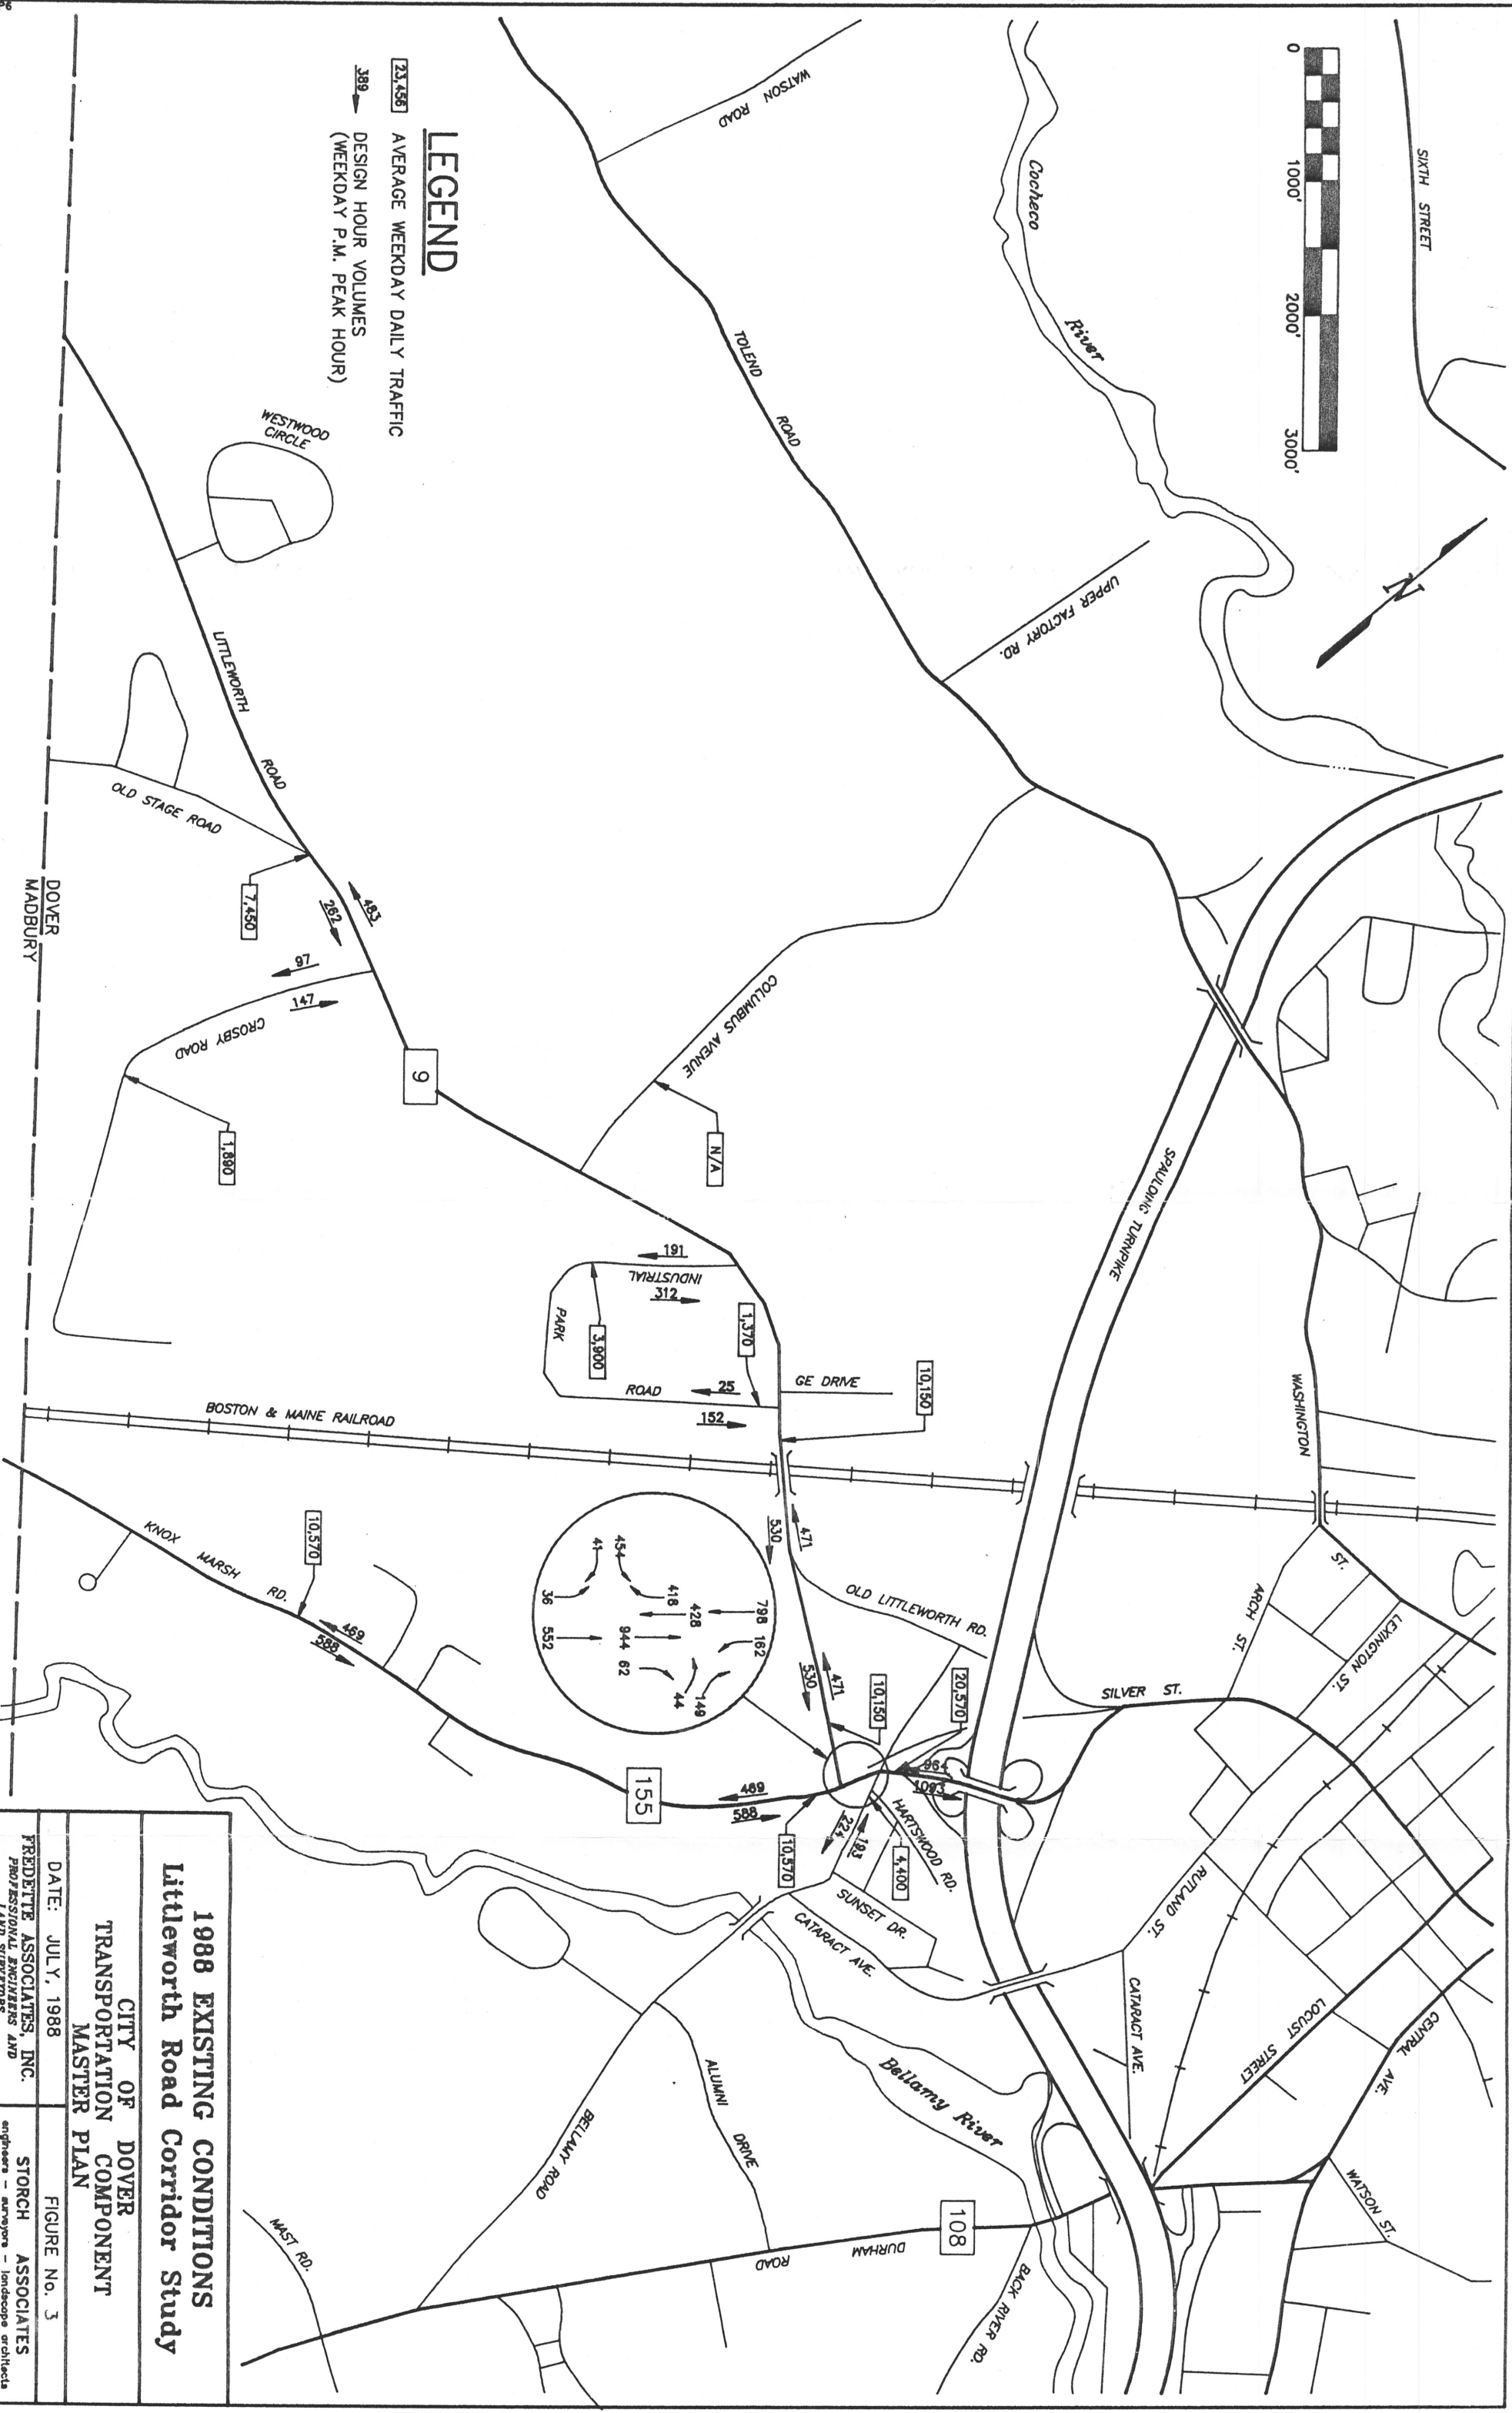 SIXTH STREET
0 1000' 2000' 3000'
N
Cocheco
River
WATSON ROAD
TOLEND
ROAD
UPPER FACTORY RD.
LEGEND
23,456 AVERAGE WEEKDAY DAILY TRAFFIC
389 DESIGN HOUR VOLUMES
(WEEKDAY P.M. PEAK HOUR)
WESTWOOD
CIRCLE
LITTLEWORTH
ROAD
OLD STAGE ROAD
DOVER
MADBURY
7,450
483
262
97
147
CROSBY ROAD
1,890
9
COLUMBUS AVENUE
N/A
SPAULDING TURNPIKE
191
INDUSTRIAL
312
PARK
3,900
1,370
ROAD
25
152
GE DRIVE
10,150
BOSTON & MAINE RAILROAD
WASHINGTON
ST.
ARCH ST.
LEXINGTON ST.
SILVER ST.
OLD LITTLEWORTH RD.
471
530
471
530
10,150
20,570
964
1093
798
162
428
418
454
41
36
552
944
62
44
149
KNOX
MARSH
RD.
10,570
469
588
155
469
588
10,570
224
193
4,400
HARTSWOOD RD.
SUNSET DR.
CATARACT AVE.
RUTLAND ST.
CATARACT AVE.
LOCUST
STREET
CENTRAL
AVE.
WATSON ST.
Bellamy River
ALUMNI
DRIVE
BELLAMY ROAD
108
DURHAM
ROAD
BACK RIVER RD.
MAST RD.
1988 EXISTING CONDITIONS
Littleworth Road Corridor Study
CITY OF DOVER
TRANSPORTATION COMPONENT
MASTER PLAN
DATE: JULY, 1988
FIGURE No. 3
FREDETTE ASSOCIATES, INC.
PROFESSIONAL ENGINEERS AND
LAND SURVEYORS
STORCH ASSOCIATES
engineers - surveyors - landscape architects